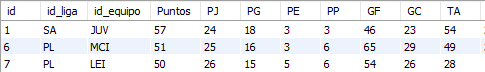 id id_liga id_equipo Puntos PJ PG PE PP GF GC TA
1 SA JUV 57 24 18 3 3 46 23 54
6 PL MCI 51 25 16 3 6 65 29 49
7 PL LEI 50 26 15 5 6 54 26 28